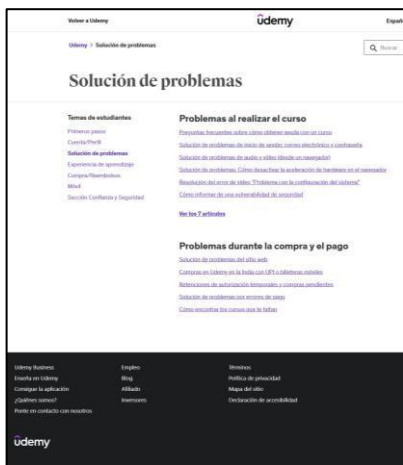 Volver a Udemy
ûdemy
Españ
Udemy > Solución de problemas
Buscar
Solución de problemas
Temas de estudiantes
Primeros pasos
Cuenta/Perfil
Solución de problemas
Experiencia de aprendizaje
Compra/Reembolsos
Móvil
Sección Confianza y Seguridad
Problemas al realizar el curso
Preguntas frecuentes sobre cómo obtener ayuda con un curso
Solución de problemas de inicio de sesión: correo electrónico y contraseña
Solución de problemas de audio y vídeo (desde un navegador)
Solución de problemas: Cómo desactivar la aceleración de hardware en el navegador
Resolución del error de vídeo "Problema con la configuración del sistema"
Cómo informar de una vulnerabilidad de seguridad
Ver los 7 artículos
Problemas durante la compra y el pago
Solución de problemas del sitio web
Compras en Udemy en la India con UPI o billeteras móviles
Retenciones de autorización temporales y compras pendientes
Solución de problemas por errores de pago
Cómo encontrar los cursos que te faltan
Udemy Business
Enseña en Udemy
Consigue la aplicación
¿Quiénes somos?
Ponte en contacto con nosotros
Empleo
Blog
Afiliado
Inversores
Términos
Política de privacidad
Mapa del sitio
Declaración de accesibilidad
ûdemy